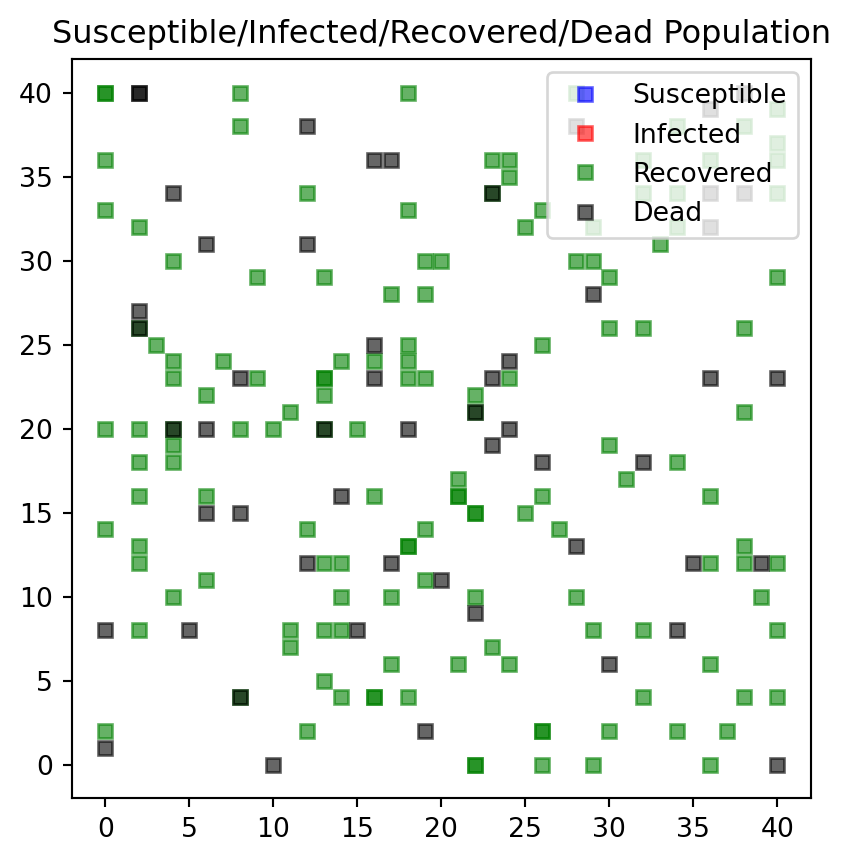 Susceptible/Infected/Recovered/Dead Population
40
35
30
25
20
15
10
5
0
Susceptible
Infected
Recovered
Dead
0 5 10 15 20 25 30 35 40